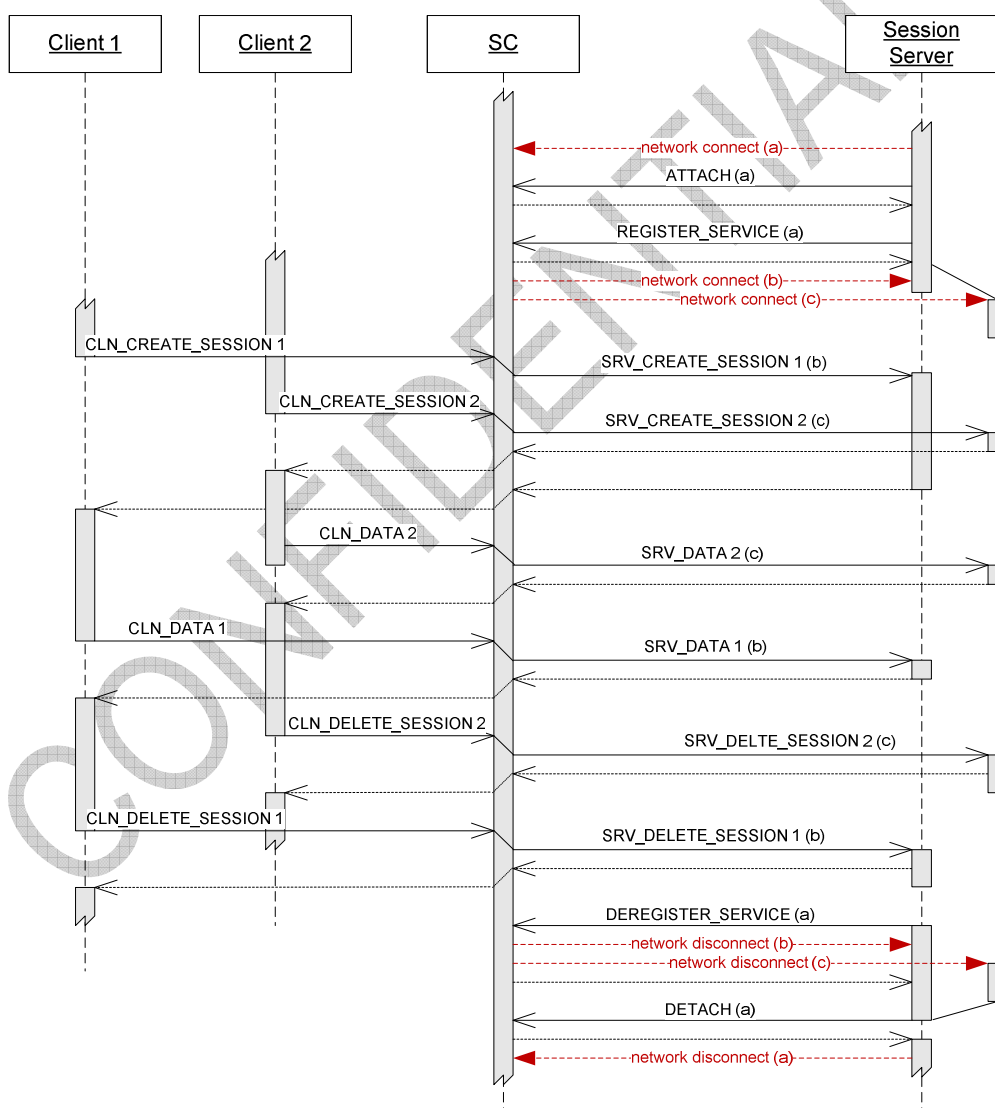 Client 1
Client 2
SC
Session
Server
network connect (a)
ATTACH (a)
REGISTER_SERVICE (a)
network connect (b)
network connect (c)
CLN_CREATE_SESSION 1
SRV_CREATE_SESSION 1 (b)
CLN_CREATE_SESSION 2
SRV_CREATE_SESSION 2 (c)
CLN_DATA 2
SRV_DATA 2 (c)
CLN_DATA 1
SRV_DATA 1 (b)
CLN_DELETE_SESSION 2
SRV_DELTE_SESSION 2 (c)
CLN_DELETE_SESSION 1
SRV_DELETE_SESSION 1 (b)
DEREGISTER_SERVICE (a)
network disconnect (b)
network disconnect (c)
DETACH (a)
network disconnect (a)
CONFIDENTIAL